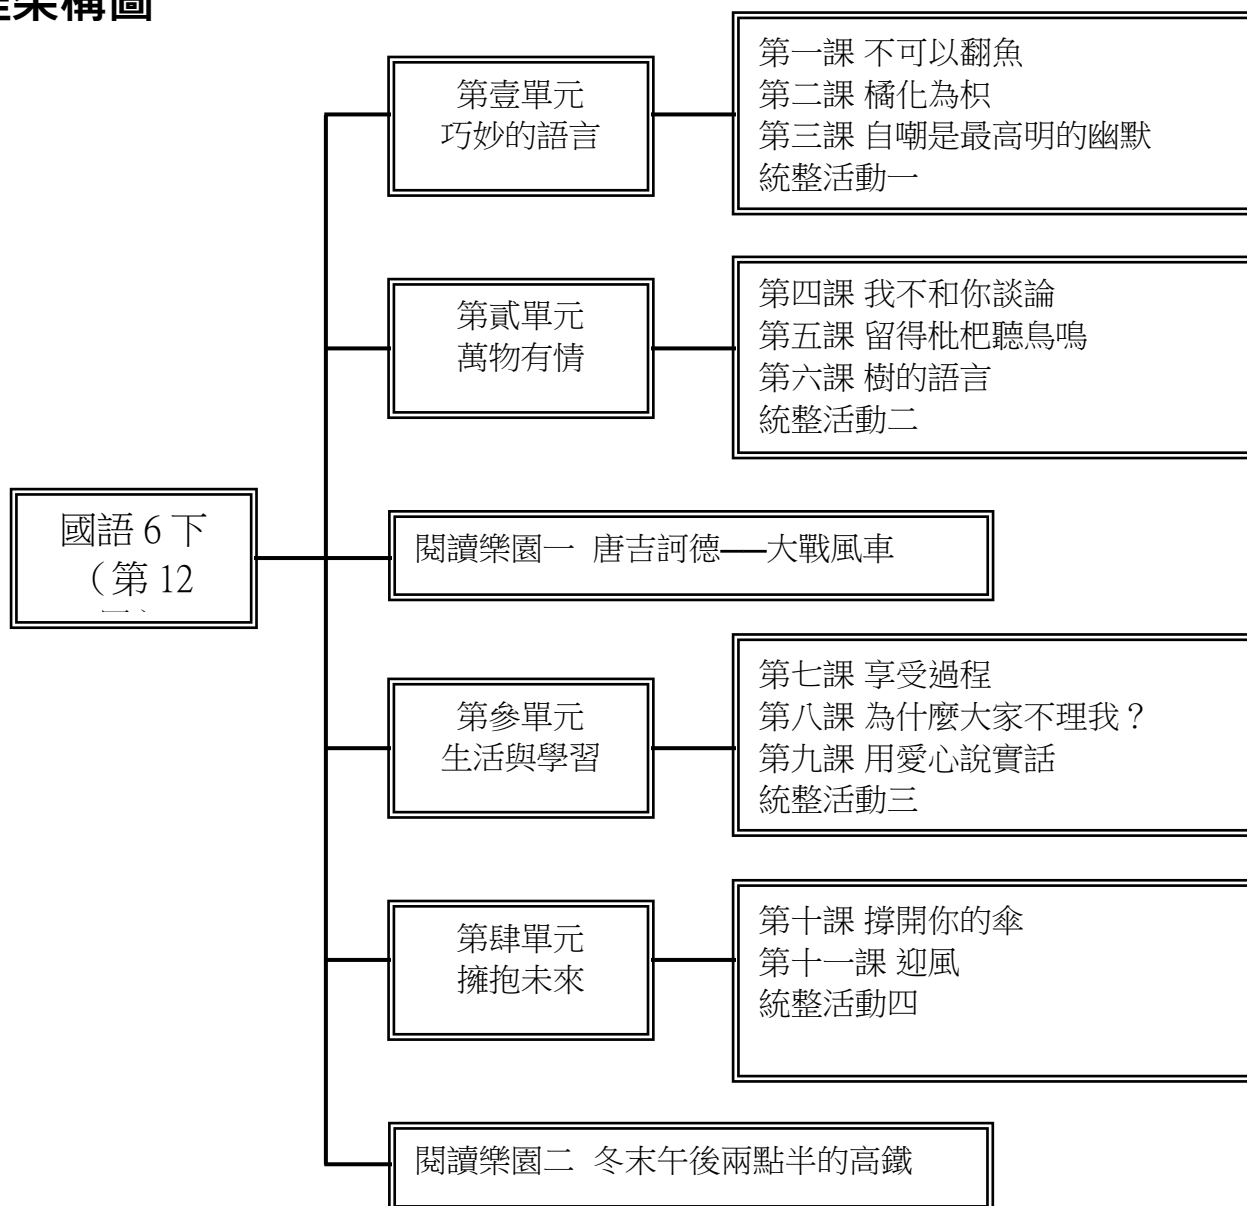 程架構圖
第壹單元
巧妙的語言
第一課 不可以翻魚
第二課 橘化為枳
第三課 自嘲是最高明的幽默
統整活動一
第貳單元
萬物有情
第四課 我不和你談論
第五課 留得枇杷聽鳥鳴
第六課 樹的語言
統整活動二
國語 6 下
（第 12
閱讀樂園一 唐吉訶德──大戰風車
第參單元
生活與學習
第七課 享受過程
第八課 為什麼大家不理我？
第九課 用愛心說實話
統整活動三
第肆單元
擁抱未來
第十課 撐開你的傘
第十一課 迎風
統整活動四
閱讀樂園二 冬末午後兩點半的高鐵